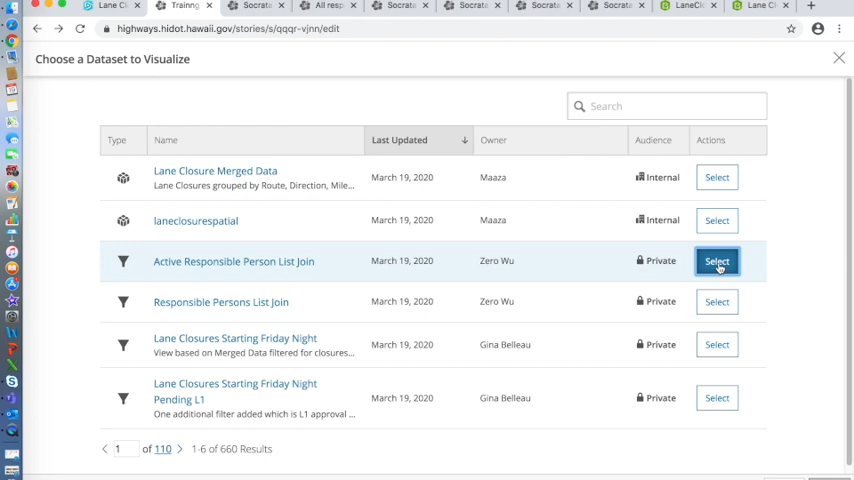 Lane Cl
Trainng
Socrata
All resp
Socrata
Socrata
Socrata
Socrata
LaneClo
Lane Cl
highways.hidot.hawaii.gov/stories/s/qqqr-vjnn/edit
Choose a Dataset to Visualize
Search
Type Name Last Updated Owner Audience Actions
Lane Closure Merged Data
Lane Closures grouped by Route, Direction, Mile...
March 19, 2020 Maaza Internal Select
laneclosurespatial March 19, 2020 Maaza Internal Select
Active Responsible Person List Join March 19, 2020 Zero Wu Private Select
Responsible Persons List Join March 19, 2020 Zero Wu Private Select
Lane Closures Starting Friday Night
View based on Merged Data filtered for closures...
March 19, 2020 Gina Belleau Private Select
Lane Closures Starting Friday Night
Pending L1
One additional filter added which is L1 approval ...
March 19, 2020 Gina Belleau Private Select
1 of 110 1-6 of 660 Results